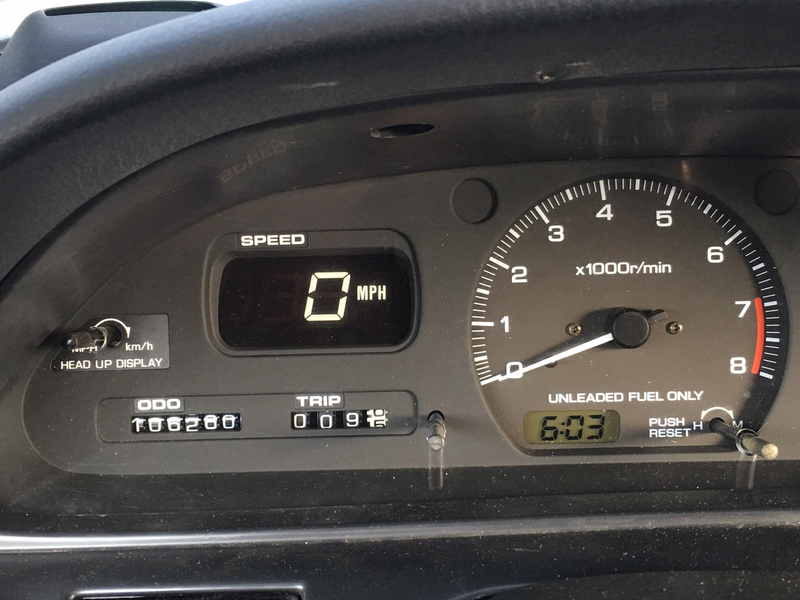 SPEED
0 MPH
MPH km/h
HEAD UP DISPLAY
ODO
106280
TRIP
009
0 1 2 3 4 5 6 7 8
x1000r/min
UNLEADED FUEL ONLY
6:03
PUSH RESET H M